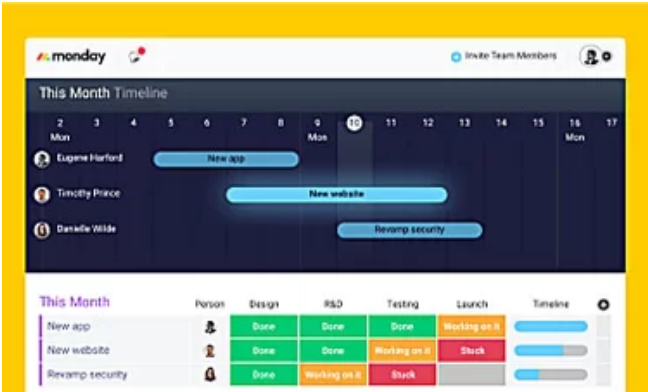 monday
Invite Team Members
This Month Timeline
2 3 4 5 6 7 8 9 10 11 12 13 14 15 16 17
Mon Mon Mon
Eugene Harford New app
Timothy Prince New website
Danielle Wilde Revamp security
This Month Person Design R&D Testing Launch Timeline
New app Done Done Done Working on it
New website Done Done Working on it Stuck
Revamp security Done Working on it Stuck